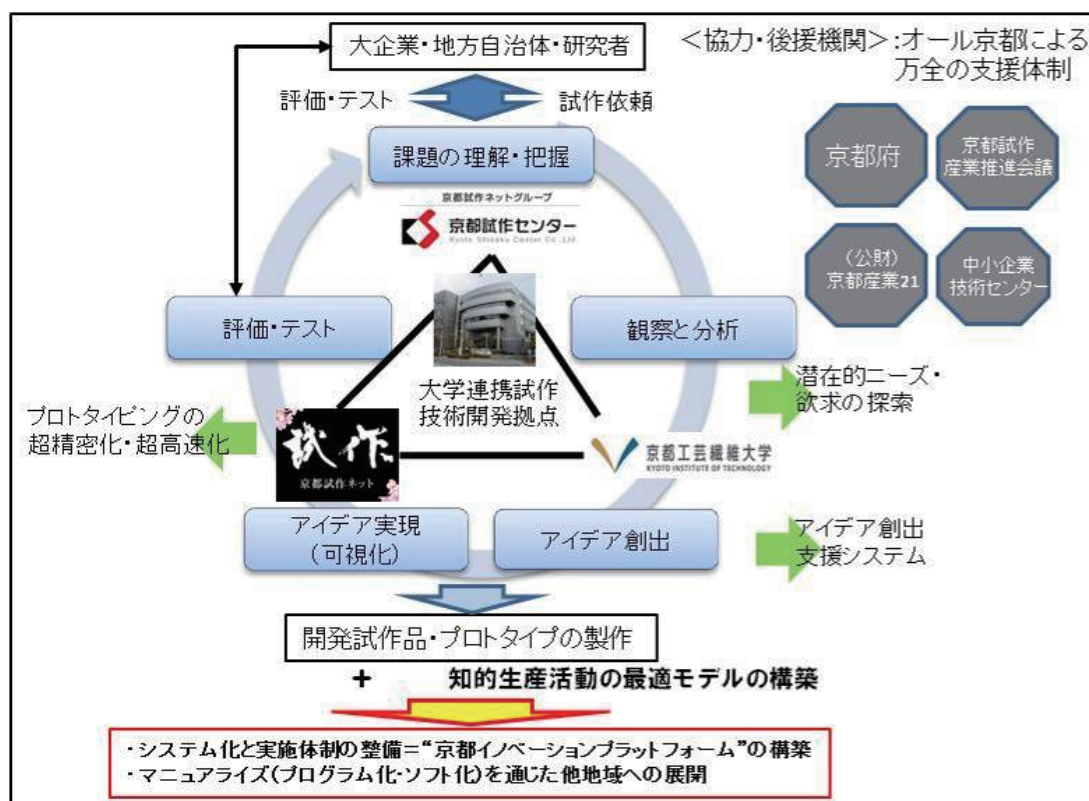 大企業・地方自治体・研究者
<協力・後援機関>:オール京都による
万全の支援体制
評価・テスト
試作依頼
京都府
京都試作
産業推進会議
(公財)
京都産業21
中小企業
技術センター
課題の理解・把握
京都試作ネットグループ
京都試作センター
Kyoto Shisaku Center Co., Ltd.
評価・テスト
観察と分析
大学連携試作
技術開発拠点
潜在的ニーズ・
欲求の探索
プロトタイピングの
超精密化・超高速化
試作
京都試作ネット
京都工芸繊維大学
KYOTO INSTITUTE OF TECHNOLOGY
アイデア実現
(可視化)
アイデア創出
アイデア創出
支援システム
開発試作品・プロトタイプの製作
+ 知的生産活動の最適モデルの構築
・システム化と実施体制の整備=“京都イノベーションプラットフォーム”の構築
・マニュアライズ(プログラム化・ソフト化)を通じた他地域への展開